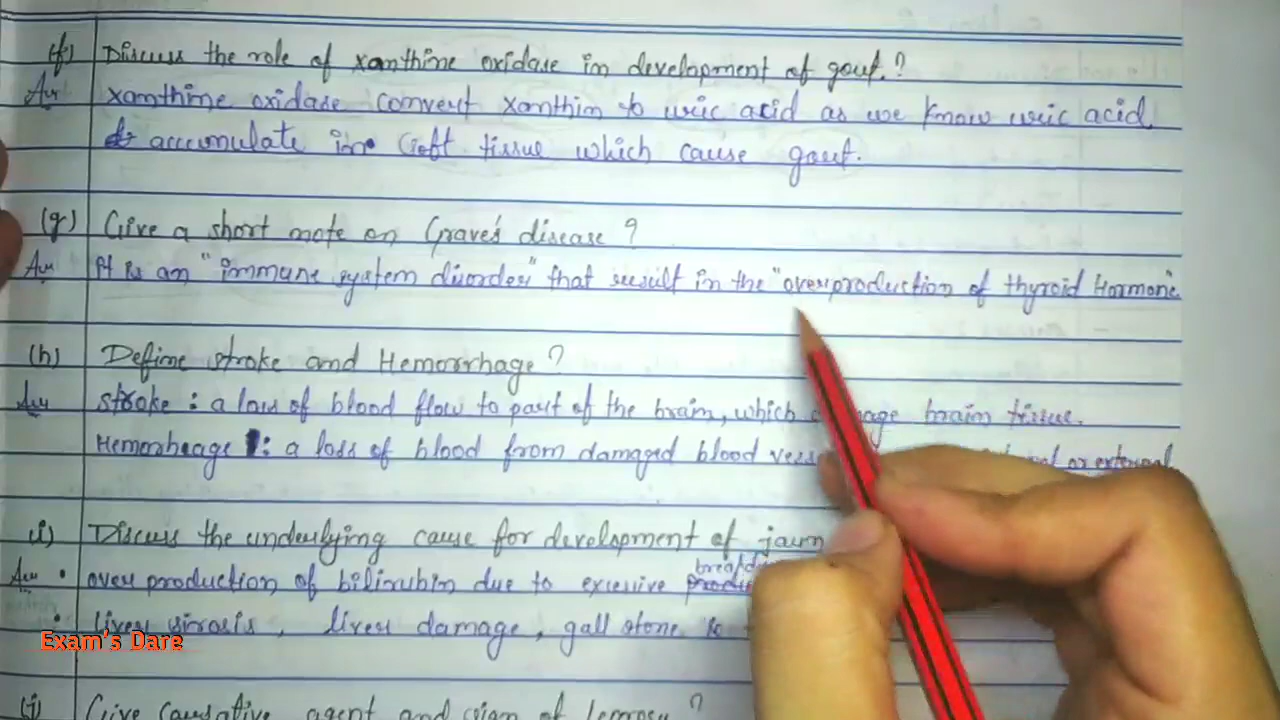 (f) Discuss the role of xanthine oxidase in development of gout.?
Ans xanthine oxidase convert xanthin to uric acid as we know uric acid
accumulate in soft tissue which cause gout.
(g) Give a short note on Grave's disease ?
Ans It is an "immune system disorder" that result in the "overproduction of thyroid Hormone
(h) Define stroke and Hemorrhage ?
Ans stroke : a loss of blood flow to part of the brain, which brain tissue.
Hemorrheage : a loss of blood from damaged blood or external
(i) Discuss the underlying cause for development of
breakdown
Ans • over production of bilirubin due to excessive
• liver sirosis, liver damage, gall stone
Exam's Dare
(j) Give causative agent and sign of leprosy ?